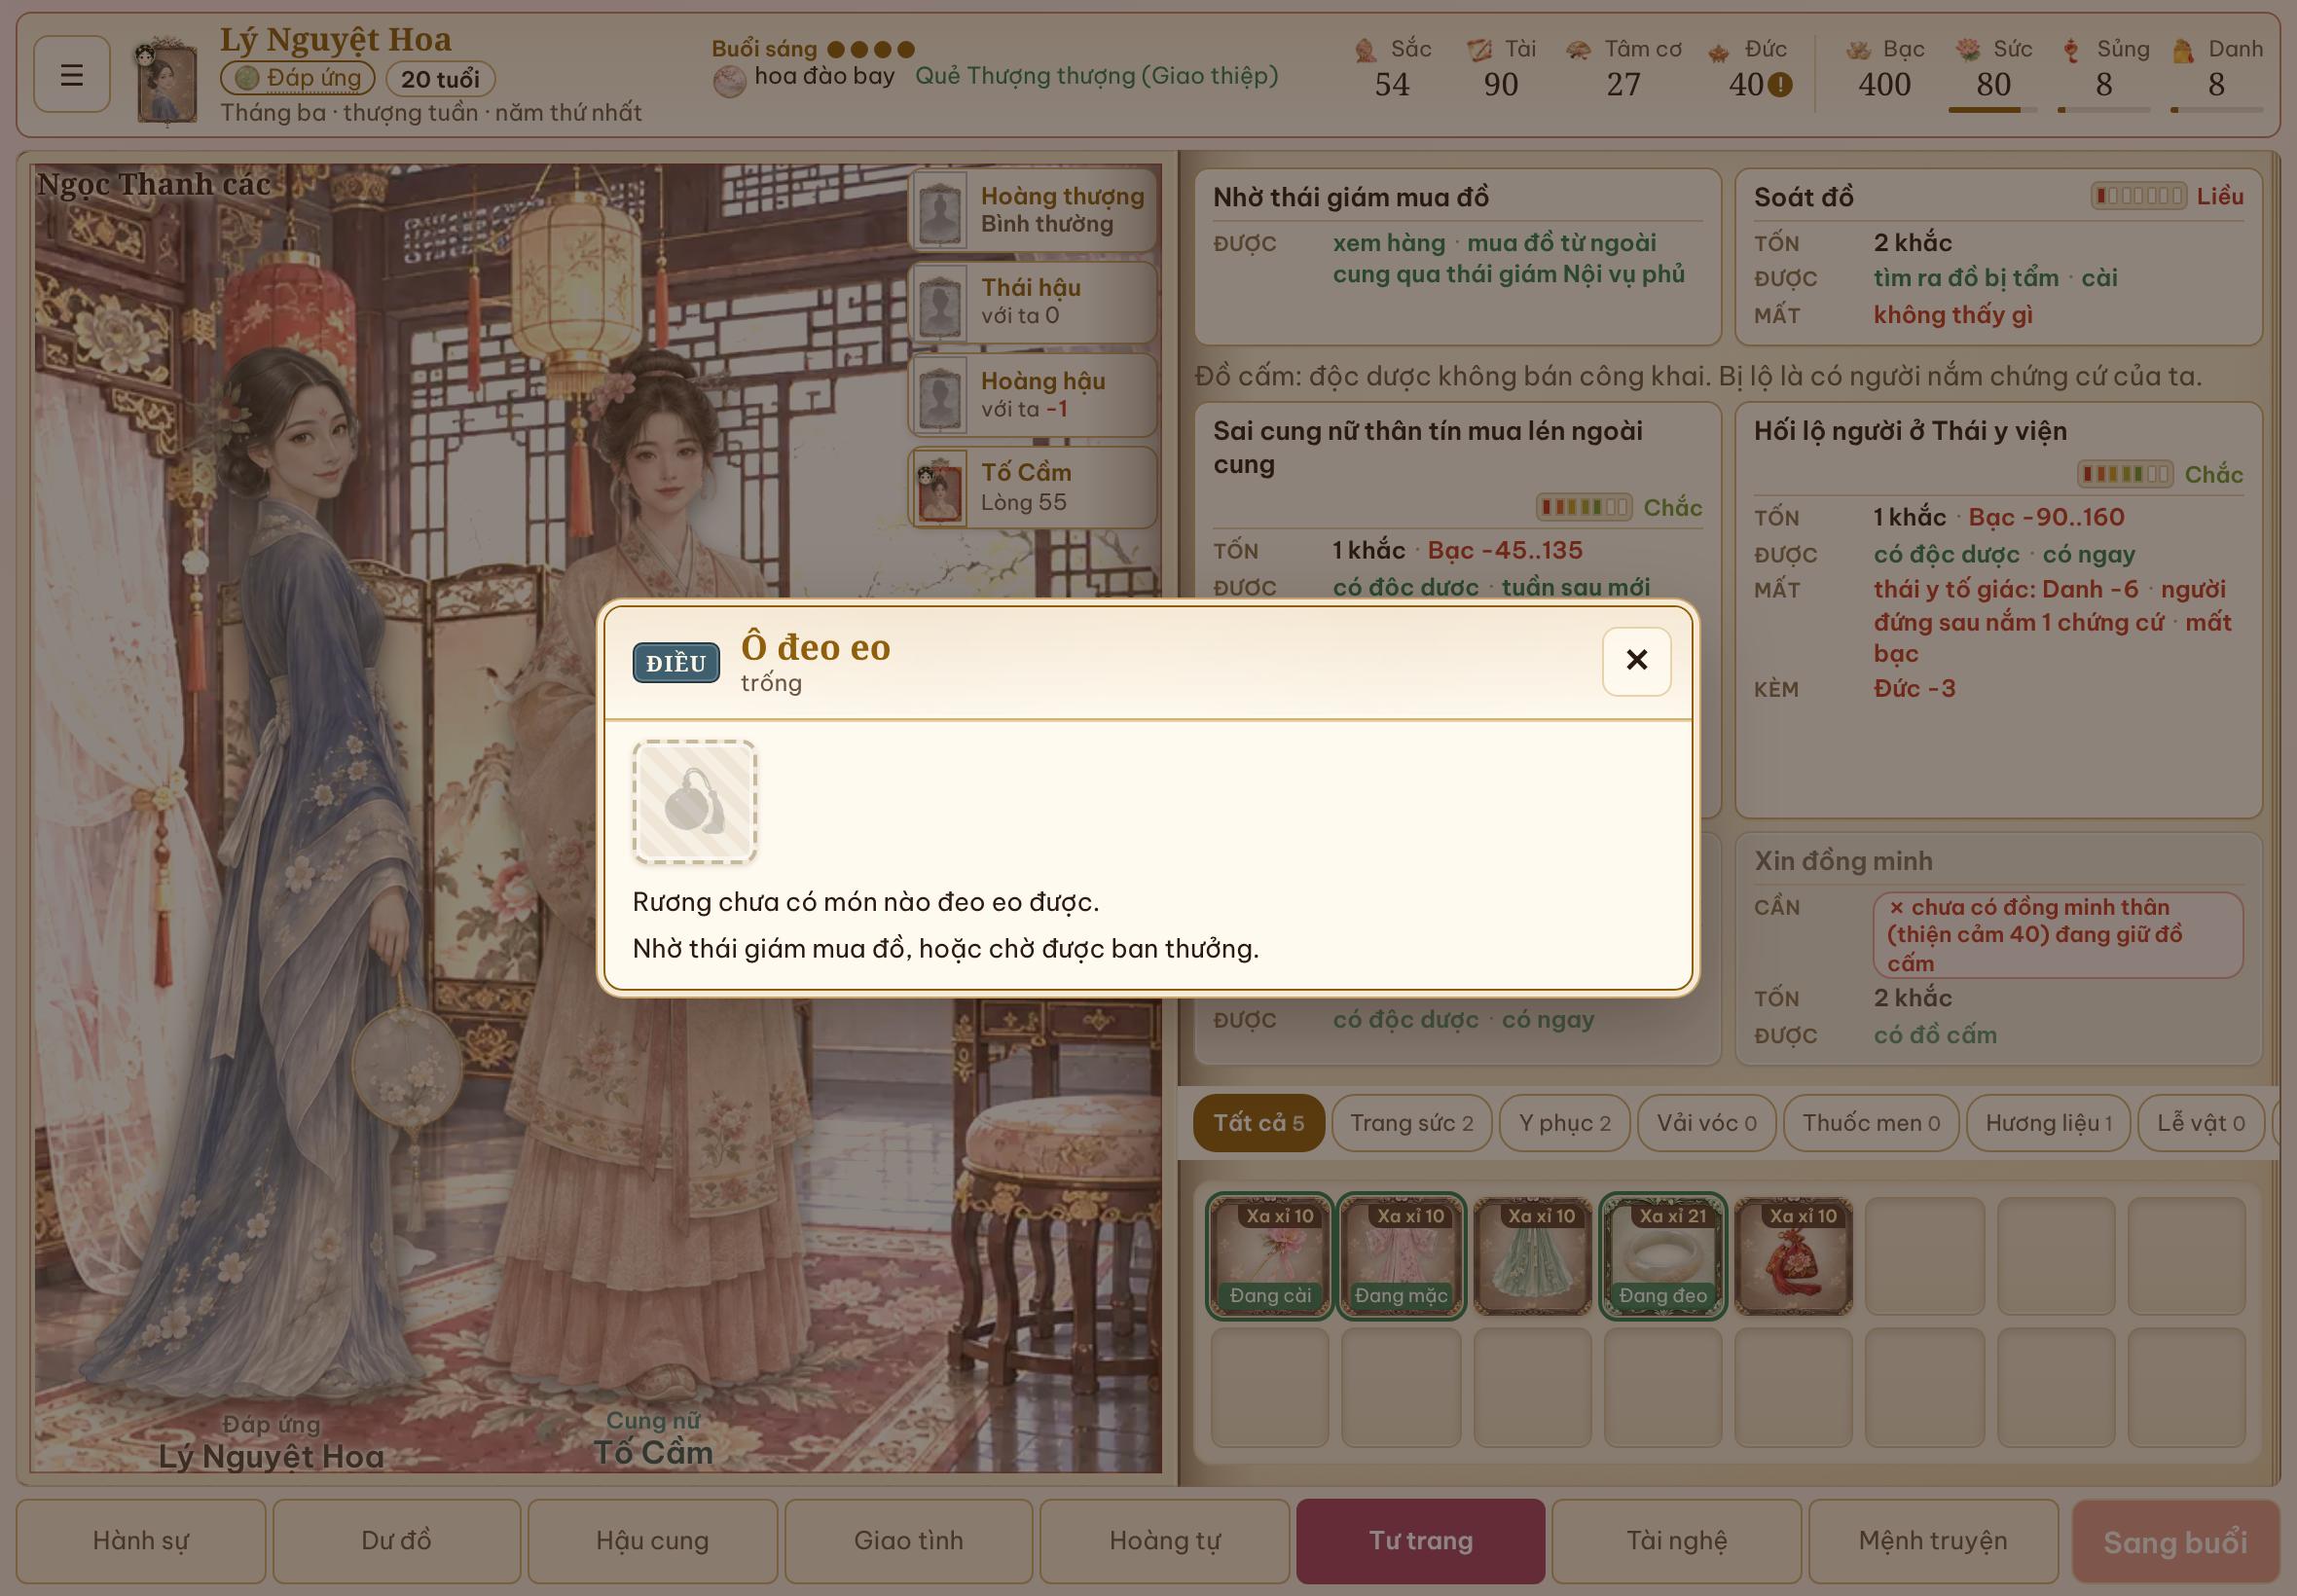 ☰
Lý Nguyệt Hoa
Đáp ứng
20 tuổi
Tháng ba · thượng tuần · năm thứ nhất
Buổi sáng
hoa đào bay
Quẻ Thượng thượng (Giao thiệp)
Sắc
54
Tài
90
Tâm cơ
27
Đức
40 !
Bạc
400
Sức
80
Sủng
8
Danh
8
Ngọc Thanh các
Hoàng thượng
Bình thường
Thái hậu
với ta 0
Hoàng hậu
với ta -1
Tố Cầm
Lòng 55
Đáp ứng
Lý Nguyệt Hoa
Cung nữ
Tố Cầm
Nhờ thái giám mua đồ
ĐƯỢC
xem hàng · mua đồ từ ngoài
cung qua thái giám Nội vụ phủ
Soát đồ
Liều
TỐN
2 khắc
ĐƯỢC
tìm ra đồ bị tẩm · cài
MẤT
không thấy gì
Đồ cấm: độc dược không bán công khai. Bị lộ là có người nắm chứng cứ của ta.
Sai cung nữ thân tín mua lén ngoài
cung
Chắc
TỐN
1 khắc · Bạc -45..135
ĐƯỢC
có độc dược · tuần sau mới
Hối lộ người ở Thái y viện
Chắc
TỐN
1 khắc · Bạc -90..160
ĐƯỢC
có độc dược · có ngay
MẤT
thái y tố giác: Danh -6 · người
đứng sau nắm 1 chứng cứ · mất
bạc
KÈM
Đức -3
ĐIỀU
Ô đeo eo
trống
✕
Rương chưa có món nào đeo eo được.
Nhờ thái giám mua đồ, hoặc chờ được ban thưởng.
ĐƯỢC
có độc dược · có ngay
Xin đồng minh
CẦN
× chưa có đồng minh thân
(thiện cảm 40) đang giữ đồ
cấm
TỐN
2 khắc
ĐƯỢC
có đồ cấm
Tất cả 5
Trang sức 2
Y phục 2
Vải vóc 0
Thuốc men 0
Hương liệu 1
Lễ vật 0
Xa xỉ 10
Đang cài
Xa xỉ 10
Đang mặc
Xa xỉ 10
Xa xỉ 21
Đang đeo
Xa xỉ 10
Hành sự
Dư đồ
Hậu cung
Giao tình
Hoàng tự
Tư trang
Tài nghệ
Mệnh truyện
Sang buổi